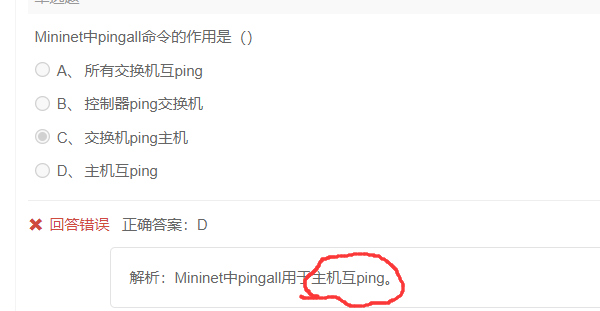 Mininet中pingall命令的作用是（）
A、 所有交换机互ping
B、 控制器ping交换机
C、 交换机ping主机
D、 主机互ping
✖ 回答错误 正确答案：D
解析：Mininet中pingall用于主机互ping。